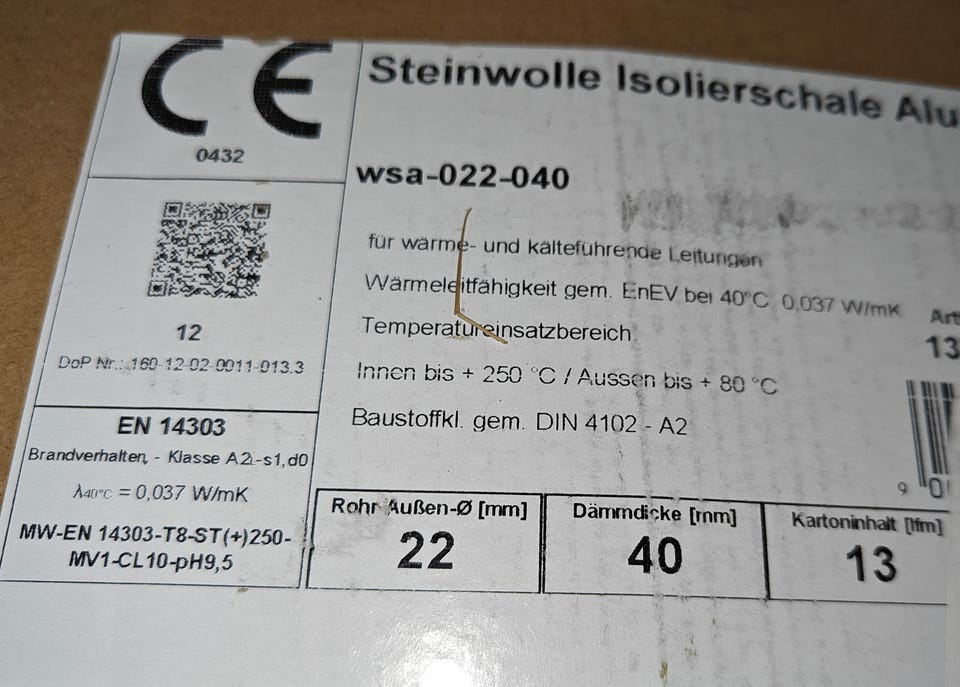 CE
0432
12
DoP Nr.: 160-12-02-0011-013.3
EN 14303
Brandverhalten, - Klasse A2-s1,d0
λ40°C = 0,037 W/mK
MW-EN 14303-T8-ST(+)250-
MV1-CL10-pH9,5
Steinwolle Isolierschale Alu
wsa-022-040
für wärme- und kälteführende Leitungen
Wärmeleitfähigkeit gem. EnEV bei 40°C 0,037 W/mK
Temperatureinsatzbereich
Innen bis + 250 °C / Aussen bis + 80 °C
Baustoffkl. gem. DIN 4102 - A2
Art
13
9 0
Rohr Außen-Ø [mm]
22
Dämmdicke [mm]
40
Kartoninhalt [lfm]
13